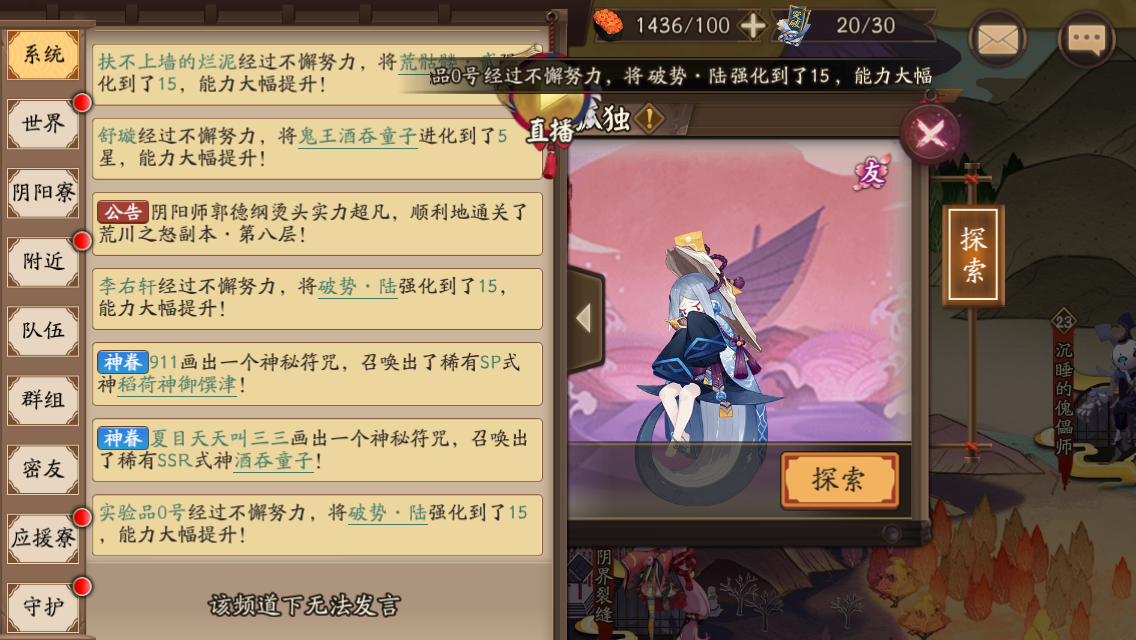 系统
世界
阴阳寮
附近
队伍
群组
密友
应援寮
守护
扶不上墙的烂泥经过不懈努力，将荒骷髅·贰强
化到了15，能力大幅提升！
舒璇经过不懈努力，将鬼王酒吞童子进化到了5
星，能力大幅提升！
公告 阴阳师郭德纲烫头实力超凡，顺利地通关了
荒川之怒副本·第八层！
李右轩经过不懈努力，将破势·陆强化到了15，
能力大幅提升！
神眷 911画出一个神秘符咒，召唤出了稀有SP式
神稻荷神御馔津！
神眷 夏目天天叫三三画出一个神秘符咒，召唤出
了稀有SSR式神酒吞童子！
实验品0号经过不懈努力，将破势·陆强化到了15
，能力大幅提升！
该频道下无法发言
1436/100
突破
20/30
品0号经过不懈努力，将破势·陆强化到了15，能力大幅
直播
孤独
!
友
探索
探索
23
沉睡的傀儡师
阴界裂缝